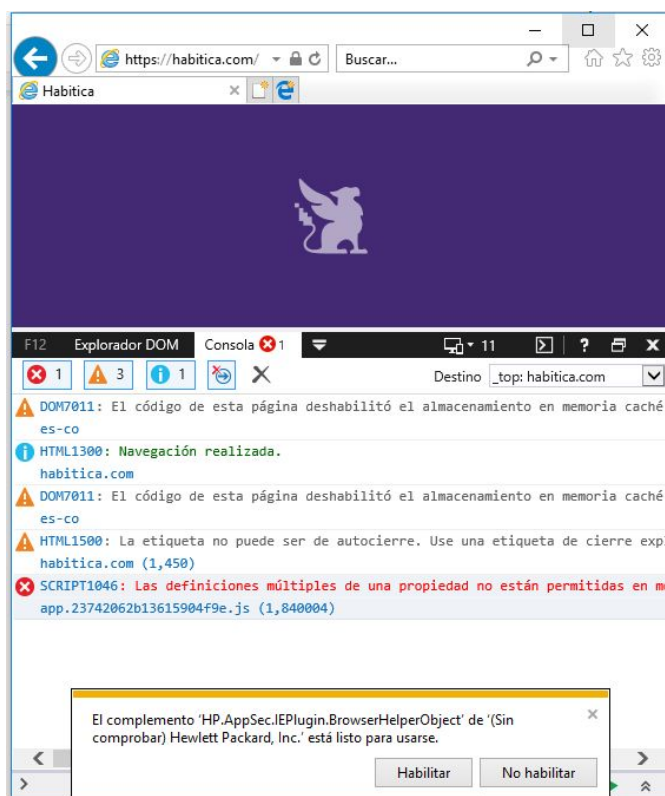 https://habitica.com/
Buscar...
Habitica
F12 Explorador DOM Consola 1 11 ?
1 3 1 Destino _top: habitica.com
DOM7011: El código de esta página deshabilitó el almacenamiento en memoria caché
es-co
HTML1300: Navegación realizada.
habitica.com
DOM7011: El código de esta página deshabilitó el almacenamiento en memoria caché
es-co
HTML1500: La etiqueta no puede ser de autocierre. Use una etiqueta de cierre
habitica.com (1,450)
SCRIPT1046: Las definiciones múltiples de una propiedad no están permitidas en
app.23742062b13615904f9e.js (1,840004)
El complemento 'HP.AppSec.IEPlugin.BrowserHelperObject' de '(Sin
comprobar) Hewlett Packard, Inc.' está listo para usarse.
Habilitar No habilitar